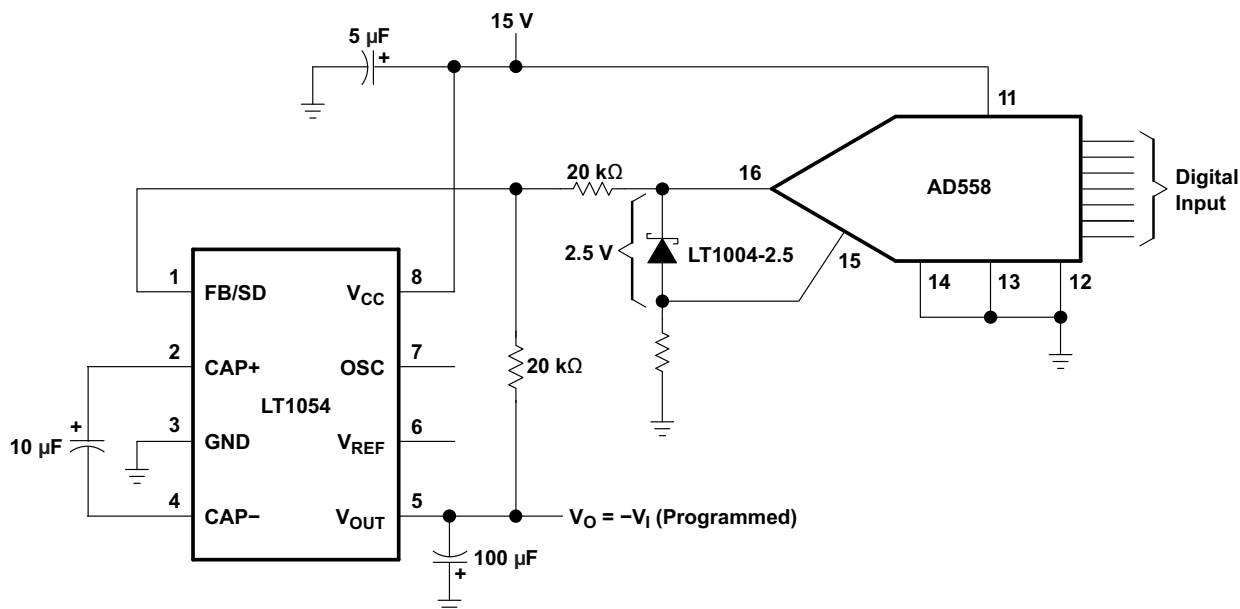 15 V
5 µF
+
11
20 kΩ
16
AD558
Digital
Input
2.5 V
LT1004-2.5
15
14
13
12
1
FB/SD
VCC
8
2
CAP+
OSC
7
20 kΩ
LT1054
10 µF
+
3
GND
VREF
6
4
CAP−
VOUT
5
VO = −VI (Programmed)
100 µF
+